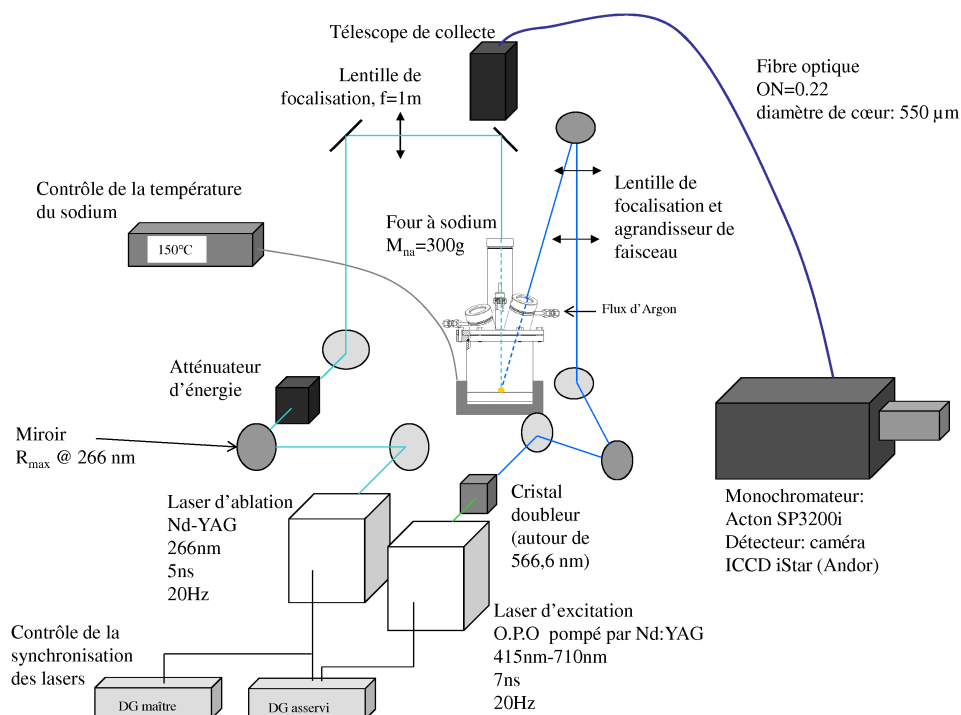 Télescope de collecte
Lentille de
focalisation, f=1m
Fibre optique
ON=0.22
diamètre de cœur: 550 µm
Contrôle de la température
du sodium
150°C
Four à sodium
Mna=300g
Lentille de
focalisation et
agrandisseur de
faisceau
Flux d'Argon
Atténuateur
d'énergie
Miroir
Rmax @ 266 nm
Laser d'ablation
Nd-YAG
266nm
5ns
20Hz
Cristal
doubleur
(autour de
566,6 nm)
Monochromateur:
Acton SP3200i
Détecteur: caméra
ICCD iStar (Andor)
Laser d'excitation
O.P.O pompé par Nd:YAG
415nm-710nm
7ns
20Hz
Contrôle de la
synchronisation
des lasers
DG maître
DG asservi